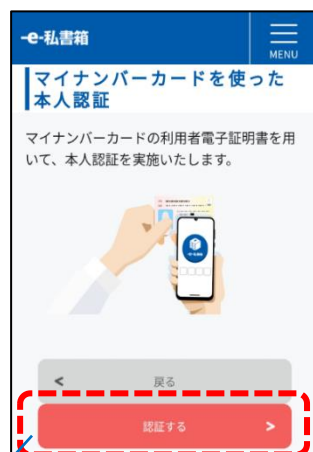 -e-私書箱
MENU
マイナンバーカードを使った
本人認証
マイナンバーカードの利用者電子証明書を用
いて、本人認証を実施いたします。
< 戻る
認証する >